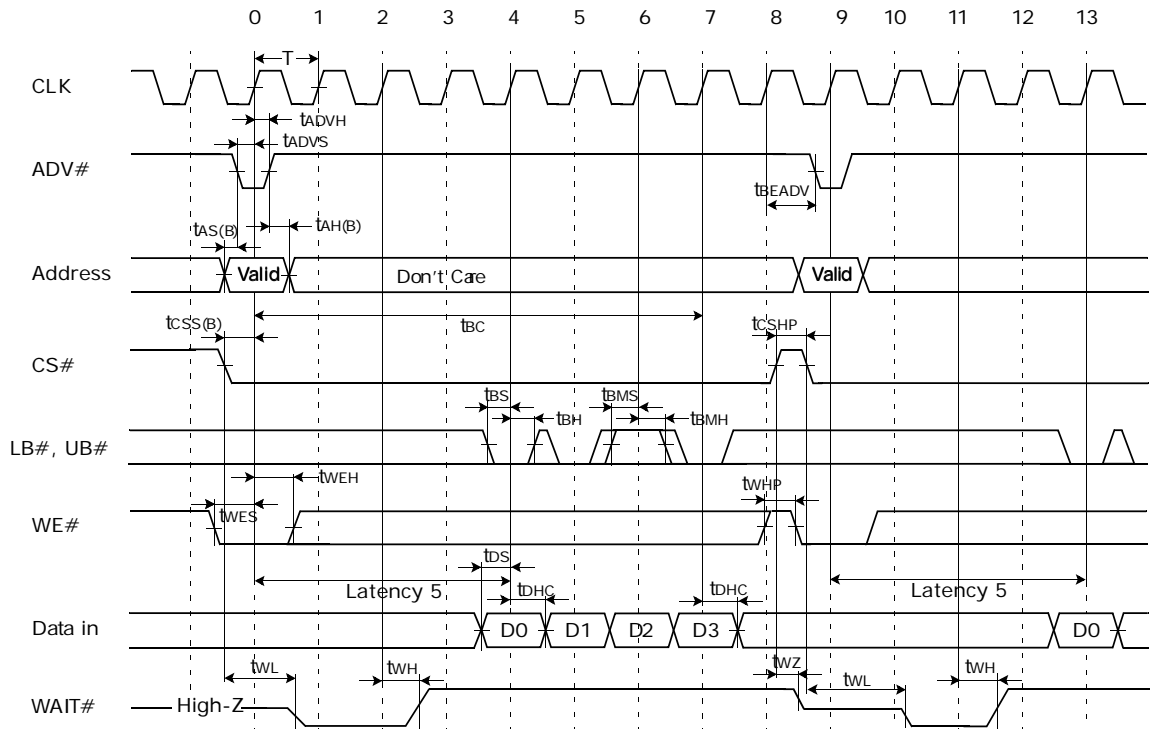 0 1 2 3 4 5 6 7 8 9 10 11 12 13
T
CLK
tADVH
tADVS
ADV#
tBEADV
tAS(B) tAH(B)
Address Valid Don't Care Valid
tCSS(B) tBC tCSHP
CS#
tBS tBMS
tBH tBMH
LB#, UB#
tWEH tWHP
tWES
WE#
tDS
Latency 5 tDHC tDHC Latency 5
Data in D0 D1 D2 D3 D0
tWL tWH tWZ tWL tWH
WAIT# High-Z